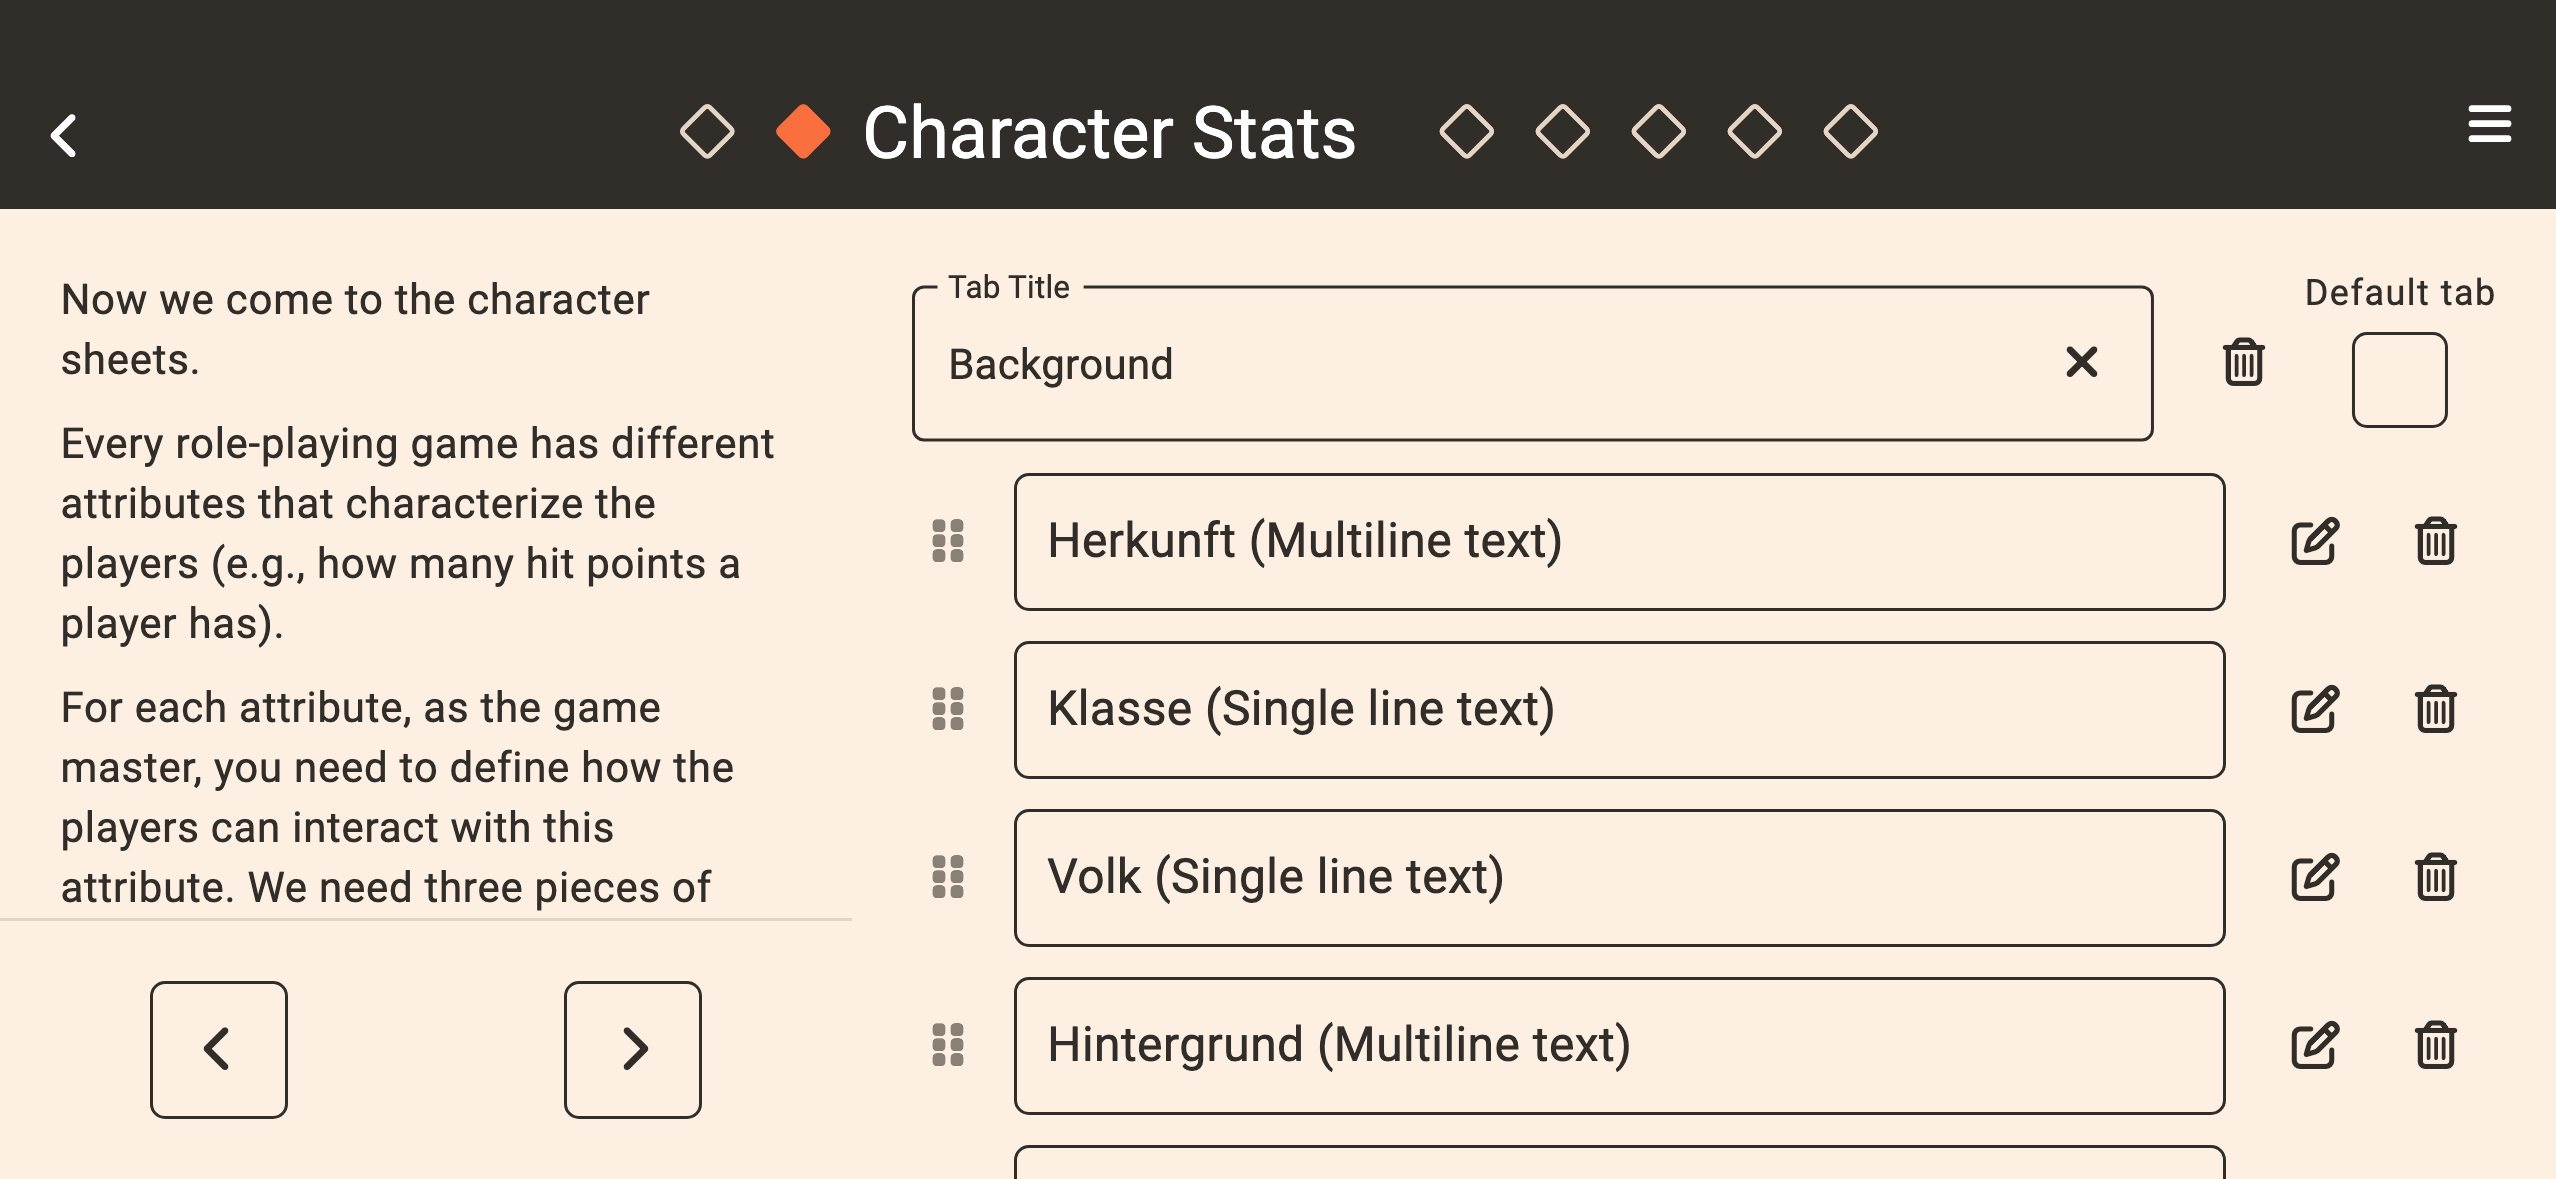 Character Stats
Now we come to the character
sheets.
Every role-playing game has different
attributes that characterize the
players (e.g., how many hit points a
player has).
For each attribute, as the game
master, you need to define how the
players can interact with this
attribute. We need three pieces of
Tab Title
Background
Default tab
Herkunft (Multiline text)
Klasse (Single line text)
Volk (Single line text)
Hintergrund (Multiline text)